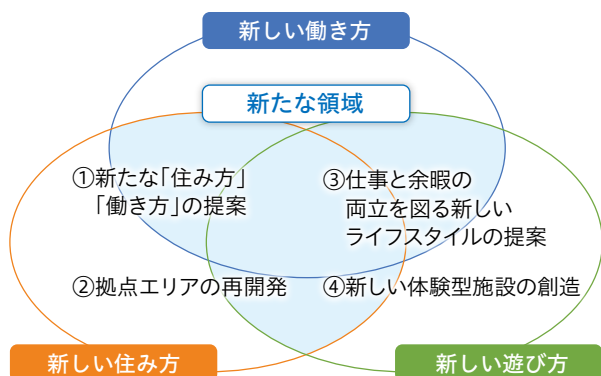 新しい働き方
新たな領域
①新たな「住み方」
「働き方」の提案
③仕事と余暇の
両立を図る新しい
ライフスタイルの提案
②拠点エリアの再開発
④新しい体験型施設の創造
新しい住み方
新しい遊び方